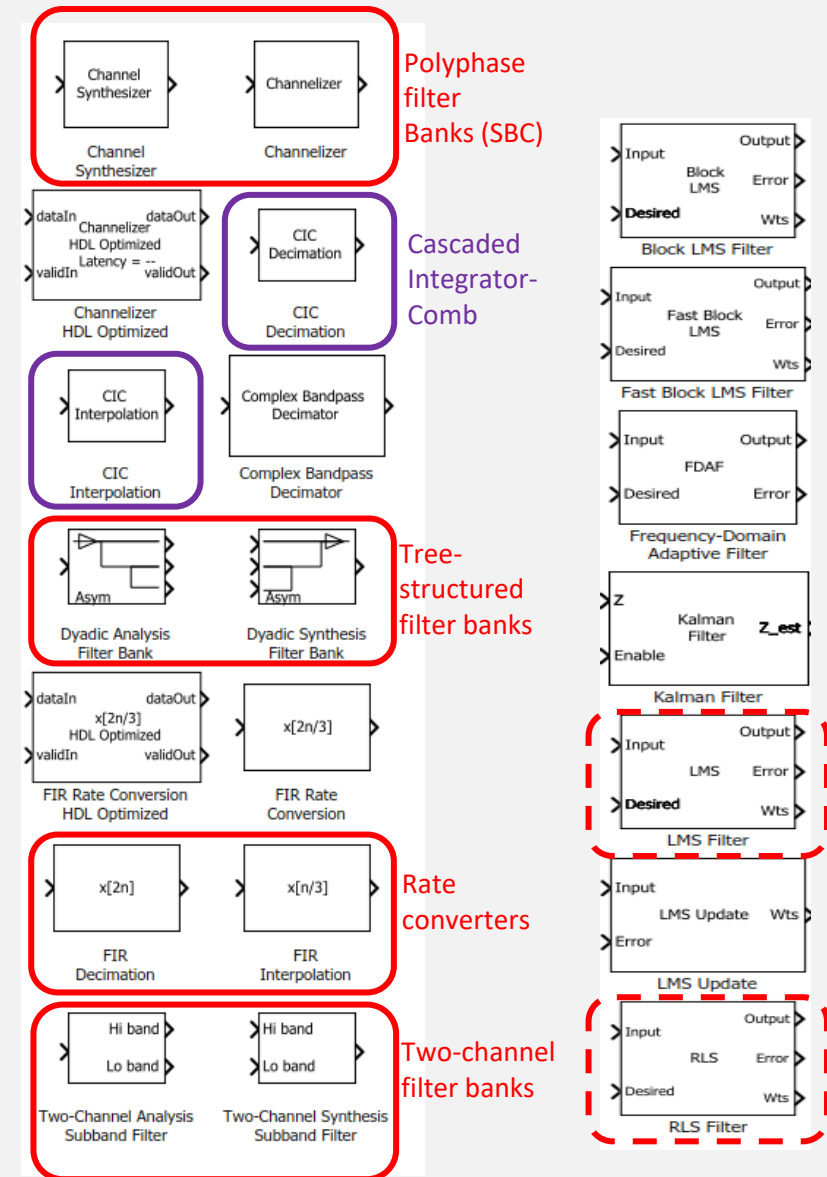 Channel
Synthesizer
Channel
Synthesizer
Channelizer
Channelizer
Polyphase
filter
Banks (SBC)
dataIn dataOut
Channelizer
HDL Optimized
Latency = --
validIn validOut
Channelizer
HDL Optimized
CIC
Decimation
CIC
Decimation
Cascaded
Integrator-
Comb
CIC
Interpolation
CIC
Interpolation
Complex Bandpass
Decimator
Complex Bandpass
Decimator
Asym
Dyadic Analysis
Filter Bank
Asym
Dyadic Synthesis
Filter Bank
Tree-
structured
filter banks
dataIn dataOut
x[2n/3]
HDL Optimized
validIn validOut
FIR Rate Conversion
HDL Optimized
x[2n/3]
FIR Rate
Conversion
x[2n]
FIR
Decimation
x[n/3]
FIR
Interpolation
Rate
converters
Hi band
Lo band
Two-Channel Analysis
Subband Filter
Hi band
Lo band
Two-Channel Synthesis
Subband Filter
Two-channel
filter banks
Input Output
Block
LMS
Error
Desired Wts
Block LMS Filter
Input Output
Fast Block
LMS
Error
Desired Wts
Fast Block LMS Filter
Input Output
FDAF
Desired Error
Frequency-Domain
Adaptive Filter
Z
Kalman
Filter
Z_est
Enable
Kalman Filter
Input Output
LMS Error
Desired Wts
LMS Filter
Input
LMS Update Wts
Error
LMS Update
Input Output
RLS Error
Desired Wts
RLS Filter